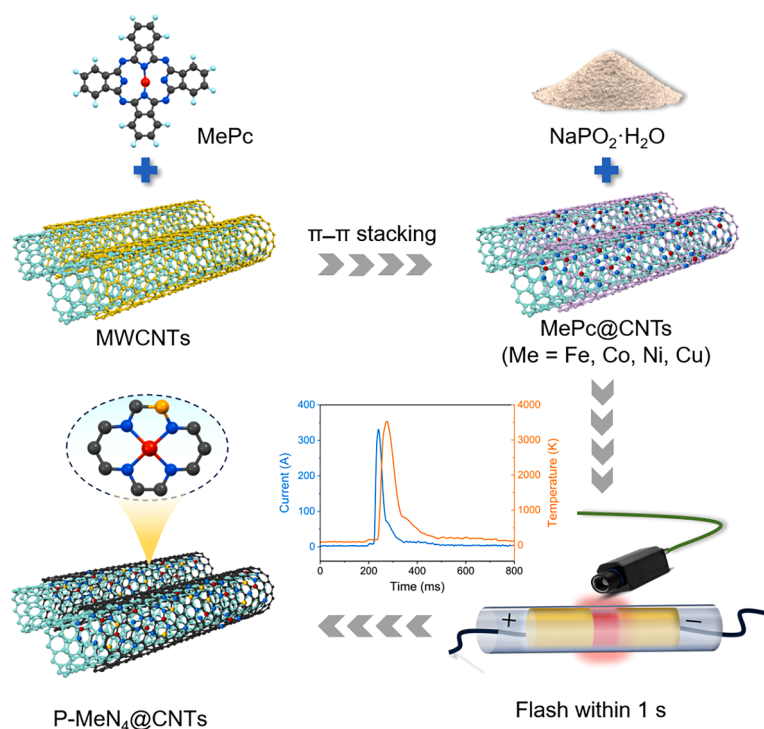 MePc
NaPO₂·H₂O
π–π stacking
MWCNTs
MePc@CNTs
(Me = Fe, Co, Ni, Cu)
400
300
200
100
0
Current (A)
4000
3000
2000
1000
0
Temperature (K)
0 200 400 600 800
Time (ms)
+ −
P-MeN₄@CNTs
Flash within 1 s